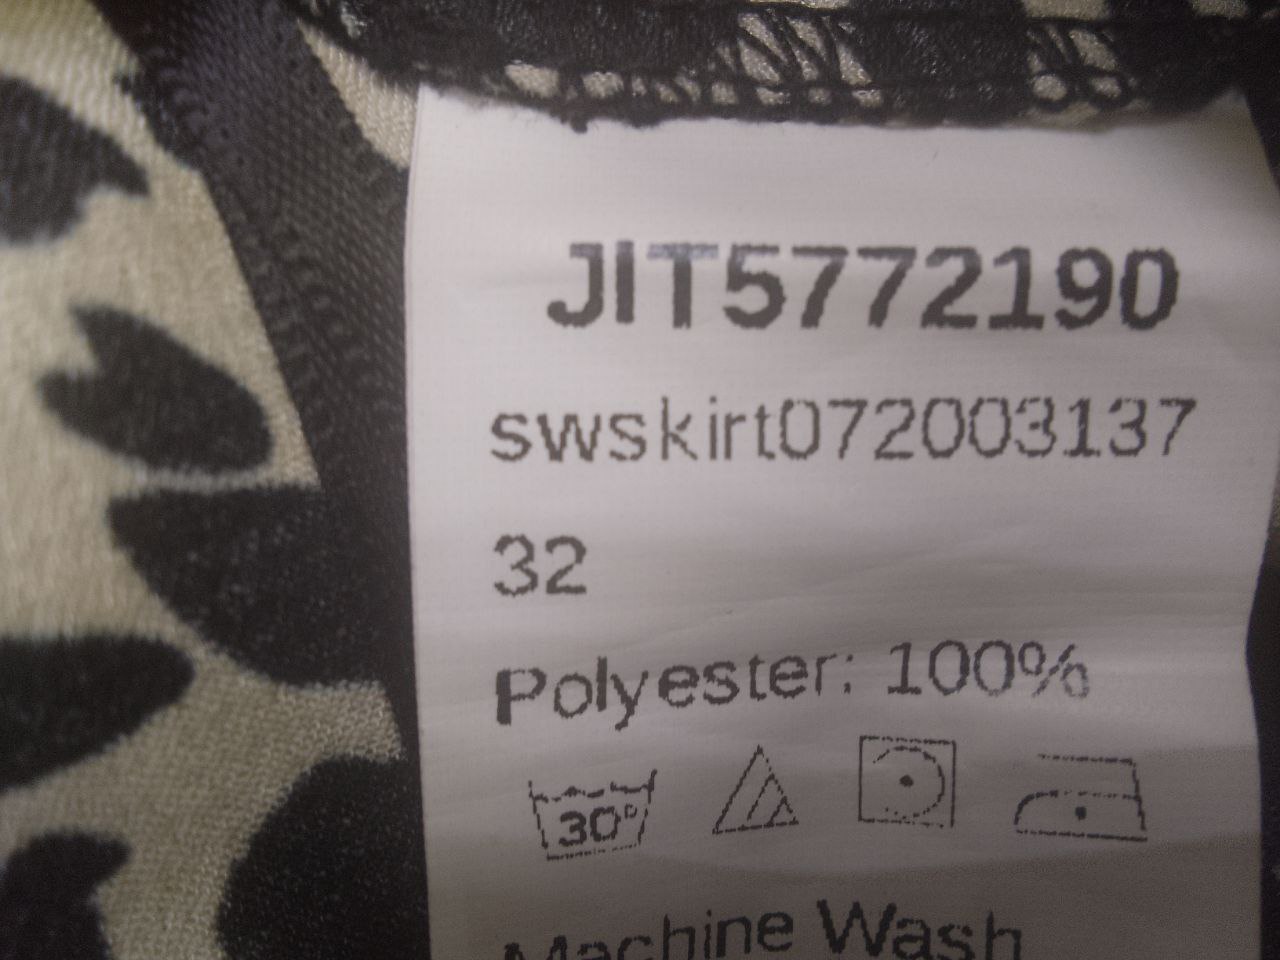 JIT5772190
swskirt072003137
32
Polyester: 100%
30°
Machine Wash